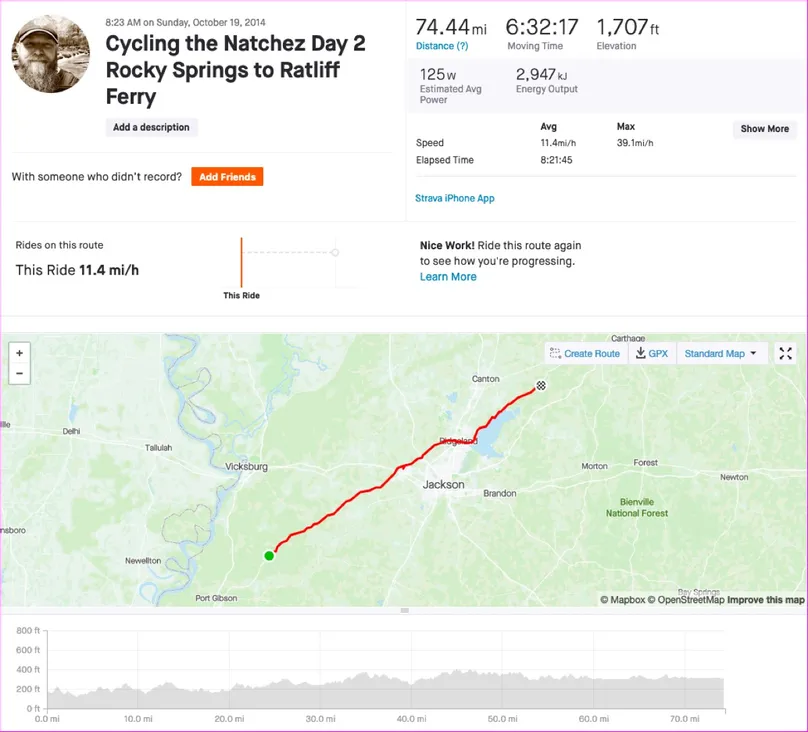 8:23 AM on Sunday, October 19, 2014
Cycling the Natchez Day 2
Rocky Springs to Ratliff
Ferry
Add a description
With someone who didn't record?
Add Friends
74.44mi
6:32:17
1,707ft
Distance (?)
Moving Time
Elevation
125W
2,947kJ
Estimated Avg
Power
Energy Output
Avg
Max
Show More
Speed
11.4mi/h
39.1mi/h
Elapsed Time
8:21:45
Strava iPhone App
Rides on this route
This Ride 11.4 mi/h
This Ride
Nice Work! Ride this route again
to see how you're progressing.
Learn More
+
−
Carthage
Create Route
GPX
Standard Map
Canton
Delhi
Tallulah
Ridgeland
Vicksburg
Morton
Forest
Newton
Jackson
Brandon
Bienville
National Forest
nsboro
Newellton
Port Gibson
Bay Springs
© Mapbox © OpenStreetMap Improve this map
800 ft
600 ft
400 ft
200 ft
0 ft
0.0 mi
10.0 mi
20.0 mi
30.0 mi
40.0 mi
50.0 mi
60.0 mi
70.0 mi